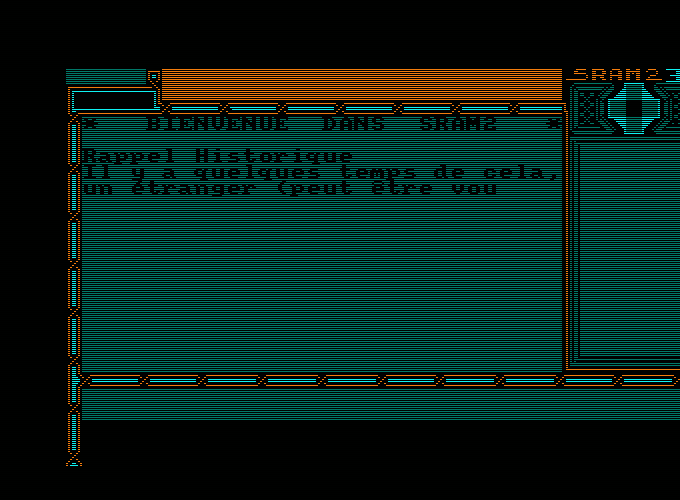 SRAM2
* BIENVENUE DANS SRAM2 *
Rappel Historique
Il y a quelques temps de cela,
un étranger (peut être vou